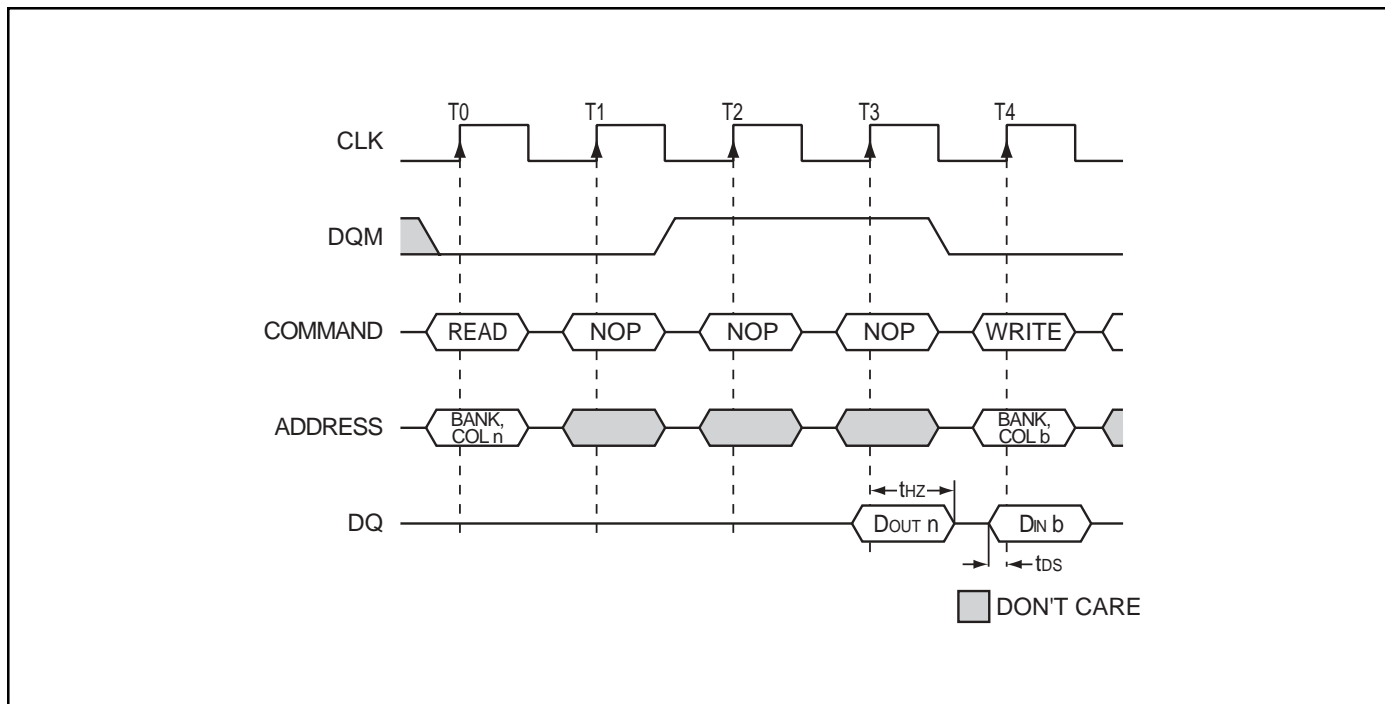 T0 T1 T2 T3 T4
CLK
DQM
COMMAND READ NOP NOP NOP WRITE
ADDRESS BANK, COL n BANK, COL b
tHZ
DQ DOUT n DIN b
tDS
DON'T CARE